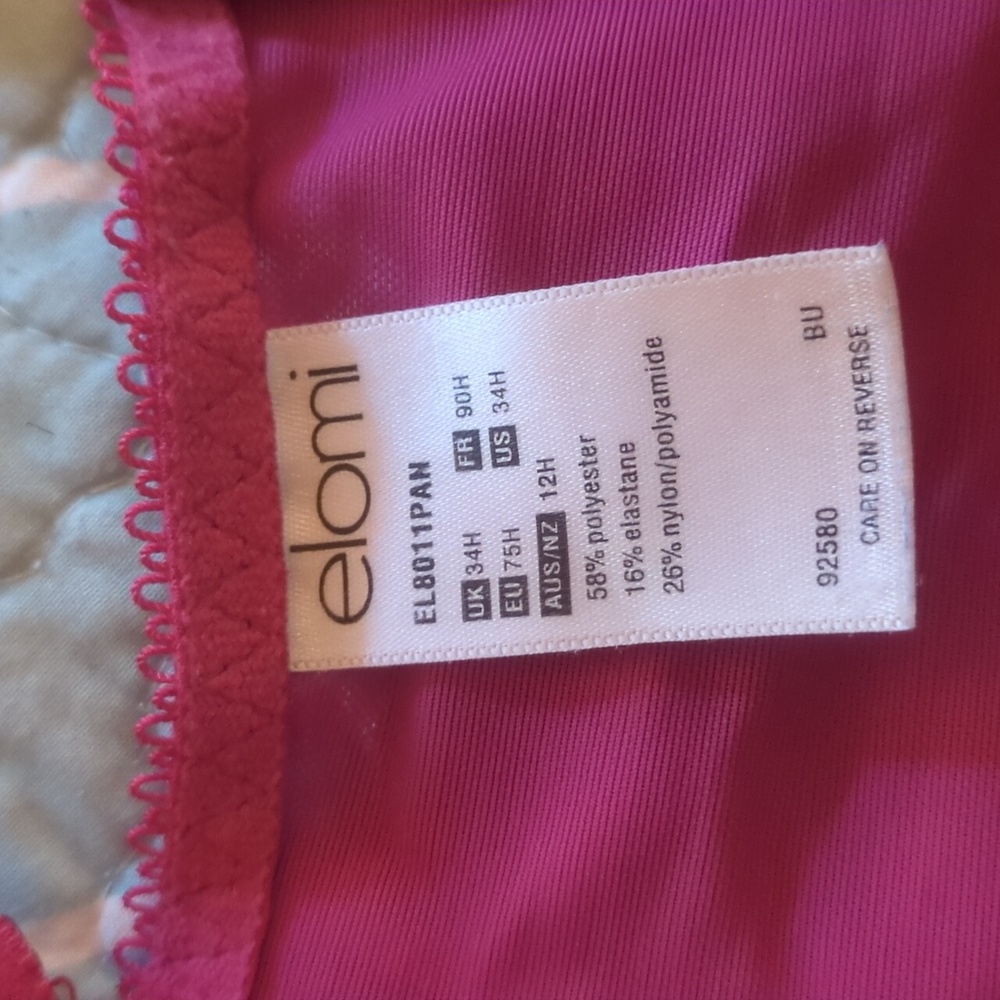 elomi
EL8011PAN
UK 34H FR 90H
EU 75H US 34H
AUS/NZ 12H
58% polyester
16% elastane
26% nylon/polyamide
92580 BU
CARE ON REVERSE